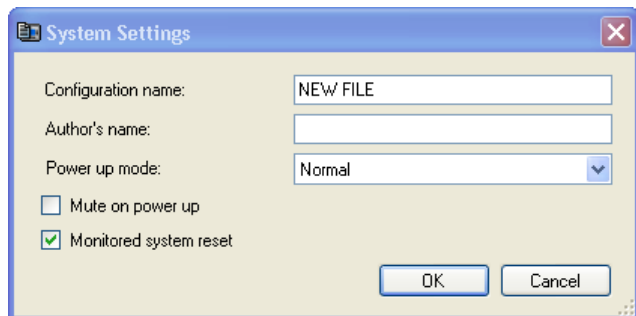 System Settings
Configuration name: NEW FILE
Author's name:
Power up mode: Normal
Mute on power up
Monitored system reset
OK Cancel